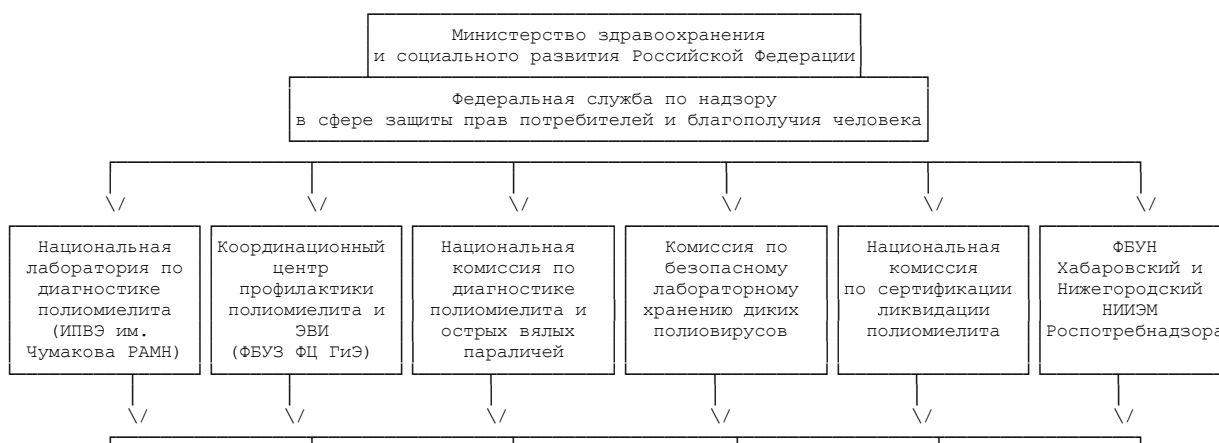 Министерство здравоохранения
и социального развития Российской Федерации
Федеральная служба по надзору
в сфере защиты прав потребителей и благополучия человека
Национальная
лаборатория по
диагностике
полиомиелита
(ИПВЭ им.
Чумакова РАМН)
Координационный
центр
профилактики
полиомиелита и
ЭВИ
(ФБУЗ ФЦ ГиЭ)
Национальная
комиссия по
диагностике
полиомиелита и
острых вялых
параличей
Комиссия по
безопасному
лабораторному
хранению диких
полиовирусов
Национальная
комиссия
по сертификации
ликвидации
полиомиелита
ФБУН
Хабаровский и
Нижегородский
НИИЭМ
Роспотребнадзора